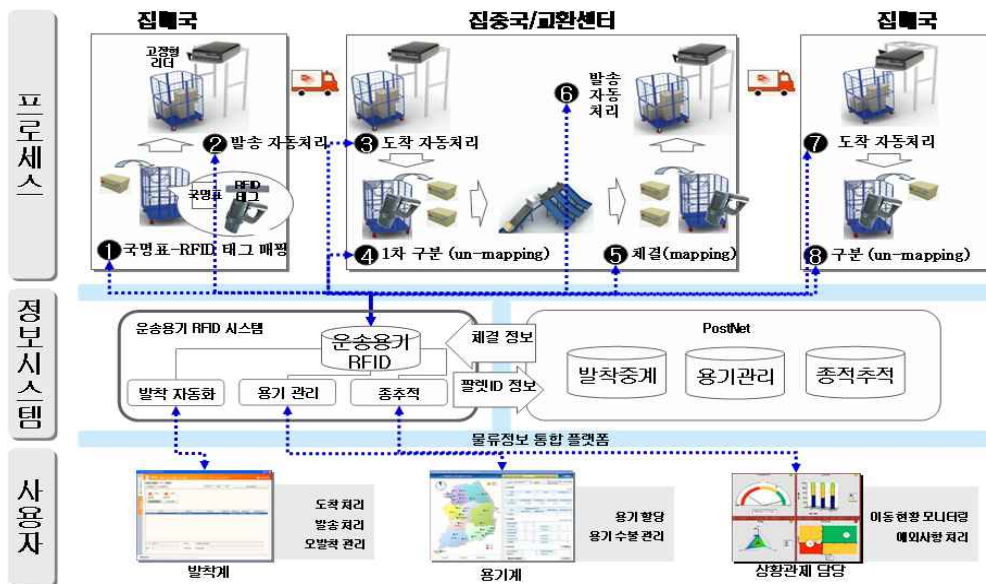 집배국
집중국/교환센터
집배국
프로세스
고정형
리더
❷ 발송 자동처리
국명표
RFID
태그
❶ 국명표-RFID 태그 매핑
❸ 도착 자동처리
❹ 1차 구분 (un-mapping)
❻ 발송
자동
처리
❺ 체결(mapping)
❼ 도착 자동처리
❽ 구분 (un-mapping)
정보시스템
운송용기 RFID 시스템
운송용기
RFID
발착 자동화
용기 관리
종추적
체결 정보
팔렛ID 정보
PostNet
발착중계
용기관리
종적추적
물류정보 통합 플랫폼
사용자
도착 처리
발송 처리
오발착 관리
발착계
용기 할당
용기 수불 관리
용기계
이동 현황 모니터링
예외사항 처리
상황관제 담당